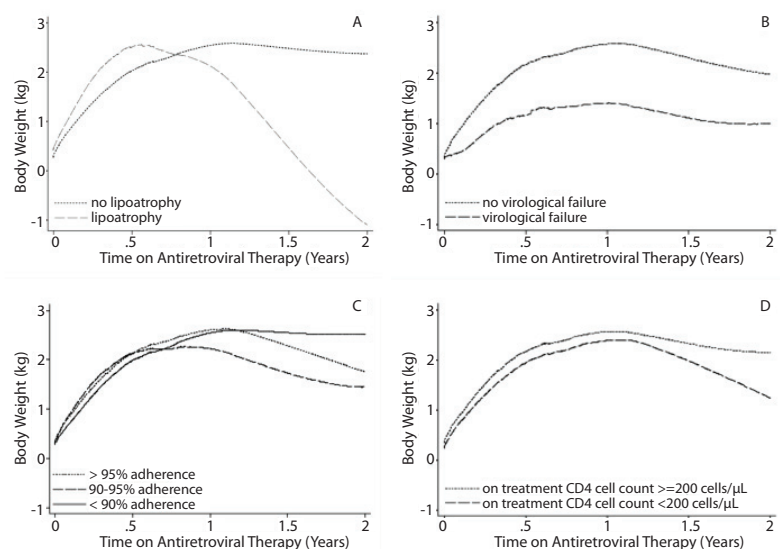 A
3
2
1
0
-1
Body Weight (kg)
no lipoatrophy
lipoatrophy
0 .5 1 1.5 2
Time on Antiretroviral Therapy (Years)
B
3
2
1
0
-1
Body Weight (kg)
no virological failure
virological failure
0 .5 1 1.5 2
Time on Antiretroviral Therapy (Years)
C
3
2
1
0
-1
Body Weight (kg)
> 95% adherence
90-95% adherence
< 90% adherence
0 .5 1 1.5 2
Time on Antiretroviral Therapy (Years)
D
3
2
1
0
-1
Body Weight (kg)
on treatment CD4 cell count >=200 cells/μL
on treatment CD4 cell count <200 cells/μL
0 .5 1 1.5 2
Time on Antiretroviral Therapy (Years)